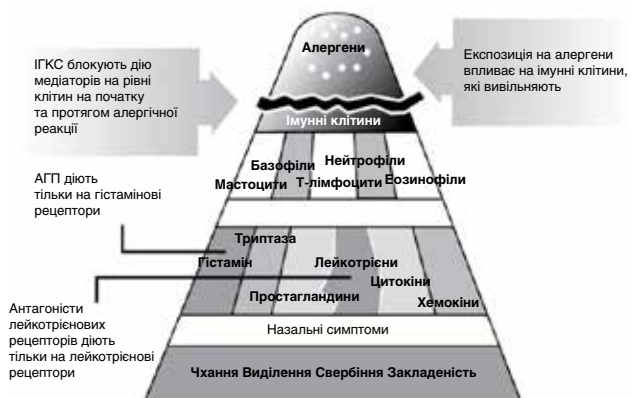 Алергени
ІГКС блокують дію
медіаторів на рівні
клітин на початку
та протягом алергічної
реакції
Експозиція на алергени
впливає на імунні клітини,
які вивільняють
Імунні клітини
Базофіли Нейтрофіли
Мастоцити Т-лімфоцити Еозинофіли
АГП діють
тільки на гістамінові
рецептори
Триптаза
Гістамін Лейкотрієни
Цитокіни
Простагландини
Хемокіни
Антагоністи
лейкотрієнових
рецепторів діють
тільки на лейкотрієнові
рецептори
Назальні симптоми
Чхання Виділення Свербіння Закладеність